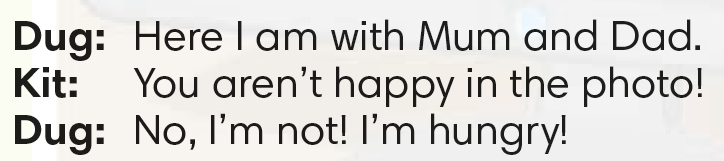 Dug: Here I am with Mum and Dad.
Kit: You aren't happy in the photo!
Dug: No, I'm not! I'm hungry!